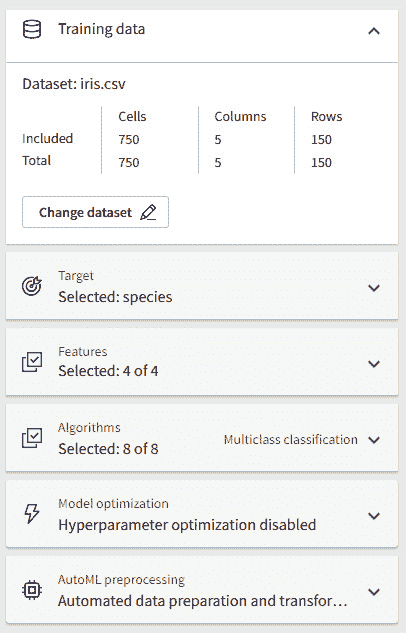 Training data
Dataset: iris.csv
Cells Columns Rows
Included 750 5 150
Total 750 5 150
Change dataset
Target
Selected: species
Features
Selected: 4 of 4
Algorithms
Selected: 8 of 8 Multiclass classification
Model optimization
Hyperparameter optimization disabled
AutoML preprocessing
Automated data preparation and transfor...